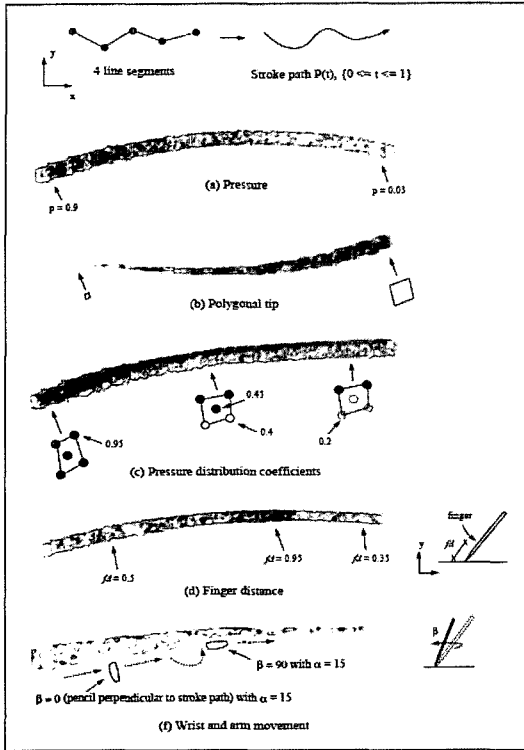 y
x
4 line segments
Stroke path P(t), {0 <= t <= 1}
p = 0.9
p = 0.03
(a) Pressure
(b) Polygonal tip
0.95
0.45
0.4
0.2
(c) Pressure distribution coefficients
fd = 0.5
fd = 0.95
fd = 0.35
finger
fd
y
(d) Finger distance
β = 90 with α = 15
β
β = 0 (pencil perpendicular to stroke path) with α = 15
(f) Wrist and arm movement